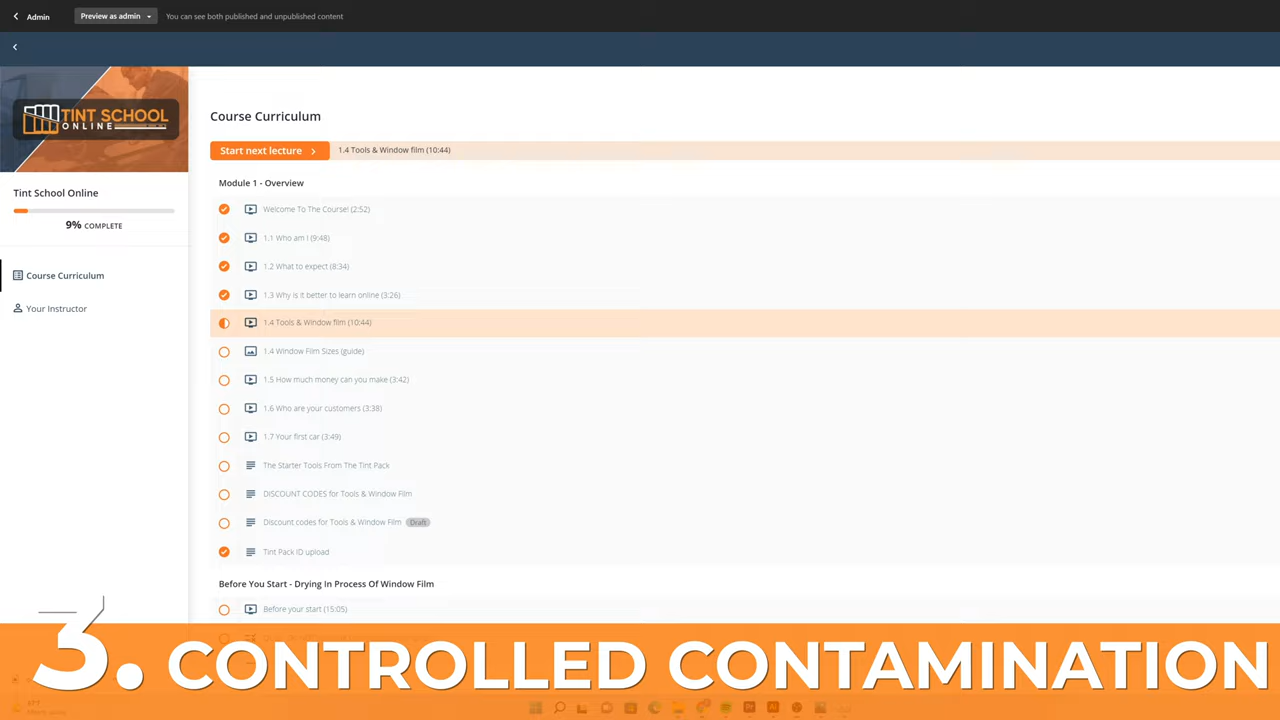 Admin
Preview as admin
You can see both published and unpublished content
TINT SCHOOL
ONLINE
Tint School Online
9% COMPLETE
Course Curriculum
Your Instructor
Course Curriculum
Start next lecture
1.4 Tools & Window film (10:44)
Module 1 - Overview
Welcome To The Course! (2:52)
1.1 Who am I (9:48)
1.2 What to expect (8:34)
1.3 Why is it better to learn online (3:26)
1.4 Tools & Window film (10:44)
1.4 Window Film Sizes (guide)
1.5 How much money can you make (3:42)
1.6 Who are your customers (3:38)
1.7 Your first car (3:49)
The Starter Tools From The Tint Pack
DISCOUNT CODES for Tools & Window Film
Discount codes for Tools & Window Film Draft
Tint Pack ID upload
Before You Start - Drying In Process Of Window Film
Before your start (15:05)
3. CONTROLLED CONTAMINATION